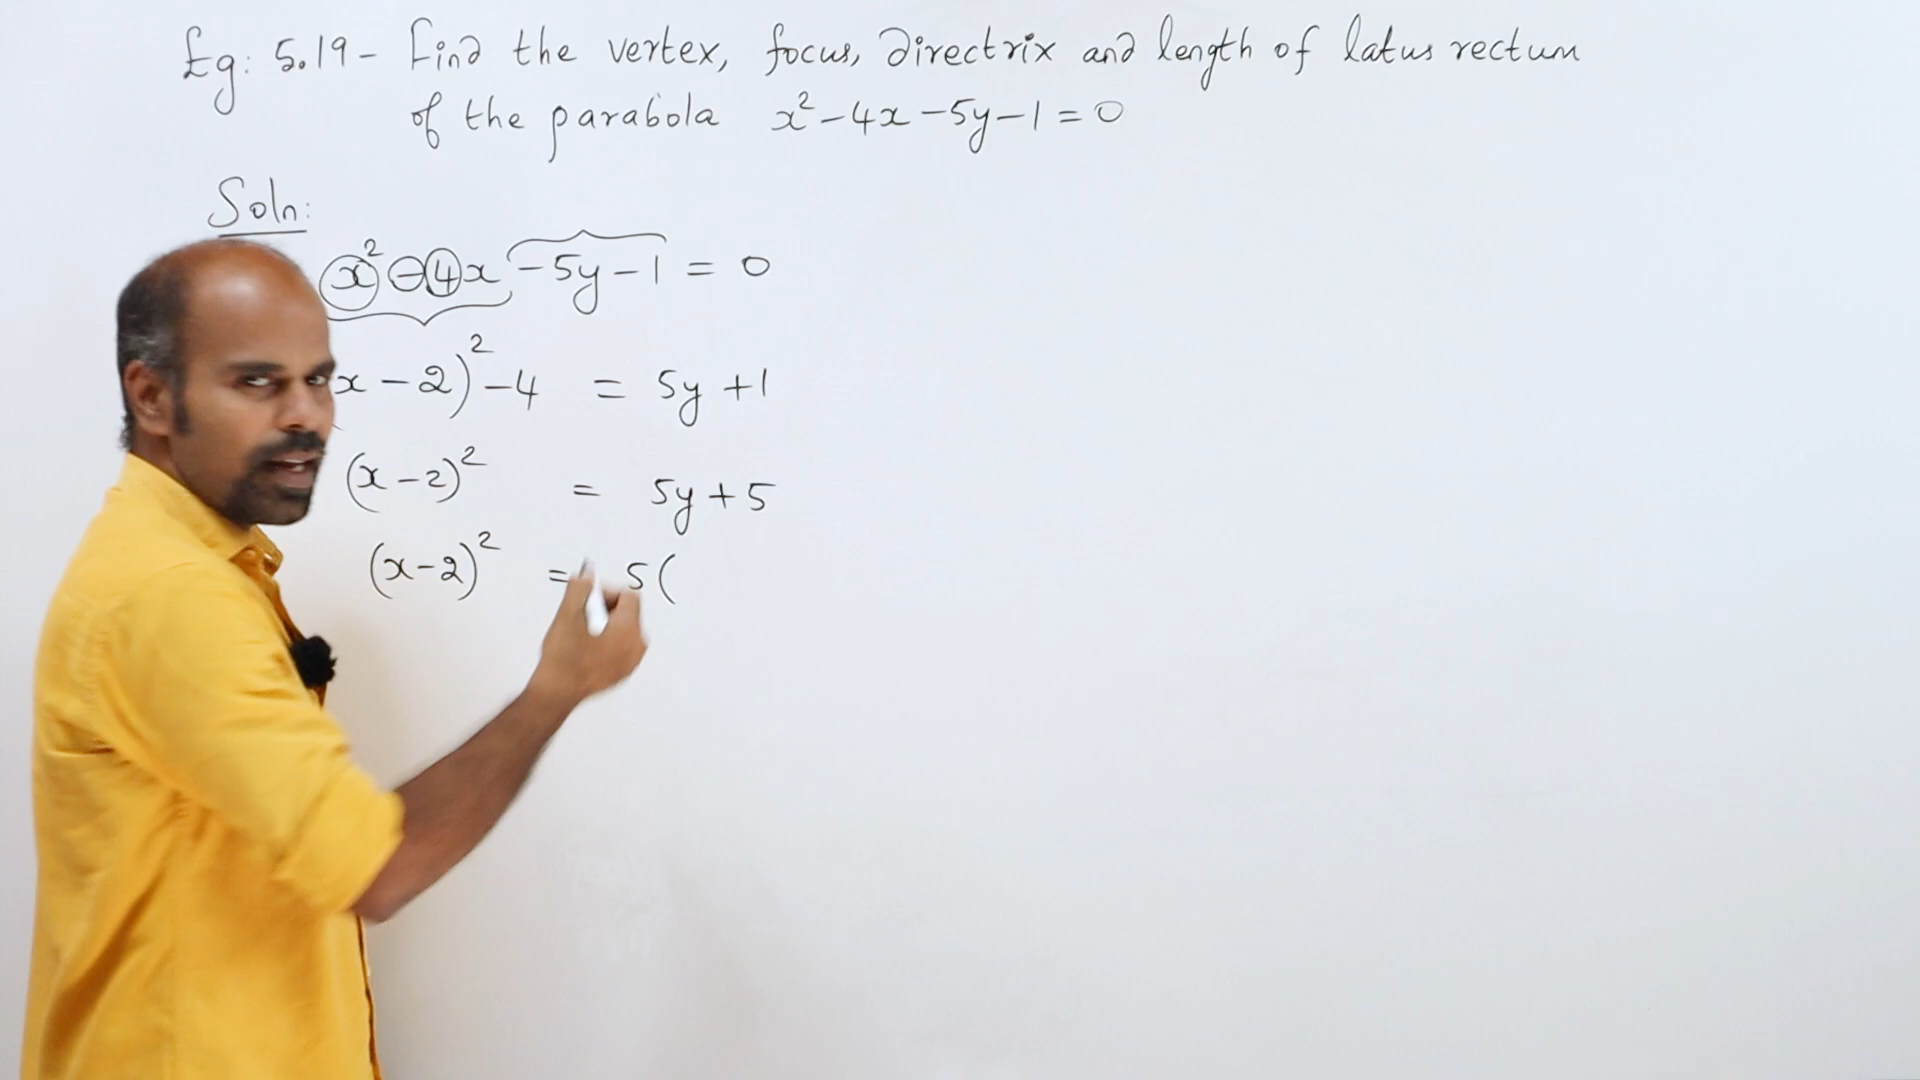 Eg: 5.19 - Find the vertex, focus, directrix and length of latus rectum
of the parabola x² - 4x - 5y - 1 = 0
Soln:
x² - 4x - 5y - 1 = 0
x - 2)² - 4 = 5y + 1
(x - 2)² = 5y + 5
(x - 2)² = 5(